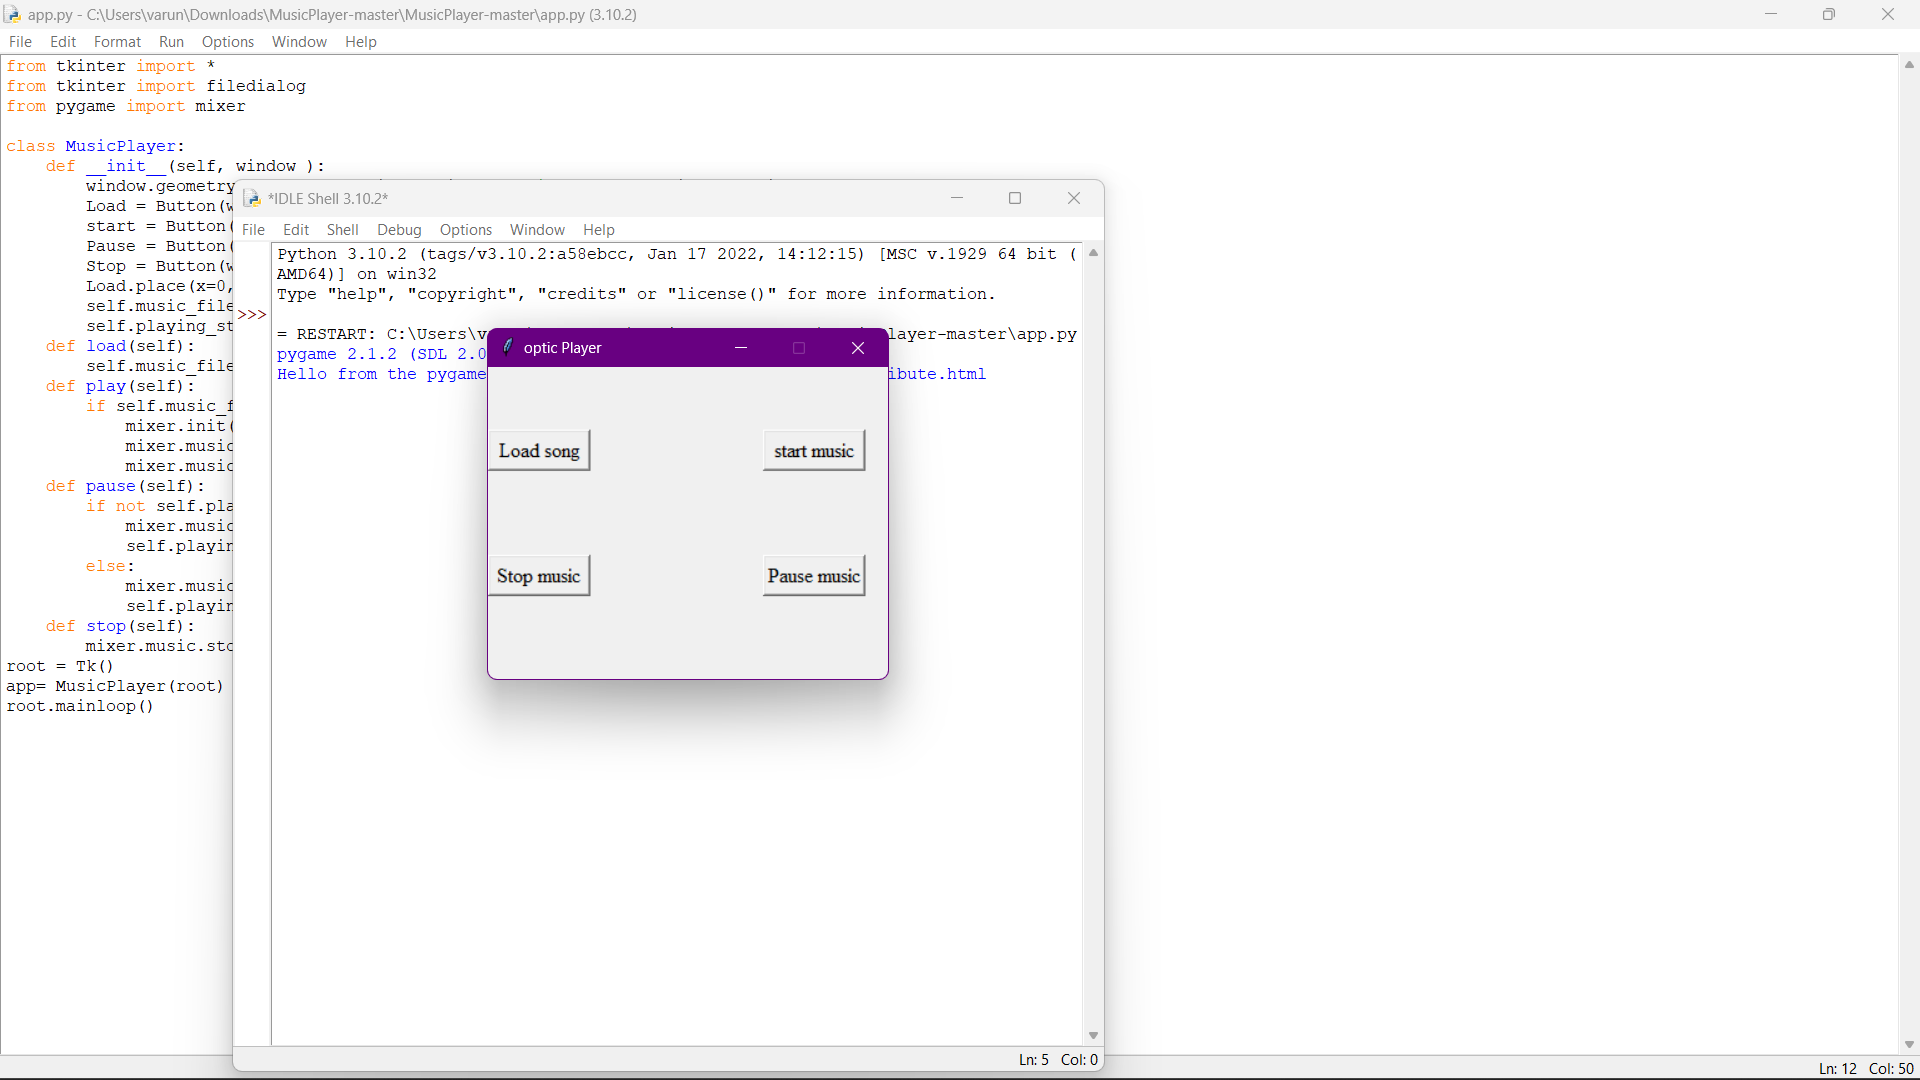 app.py - C:\Users\varun\Downloads\MusicPlayer-master\MusicPlayer-master\app.py (3.10.2)
File Edit Format Run Options Window Help
from tkinter import *
from tkinter import filedialog
from pygame import mixer
class MusicPlayer:
def __init__(self, window ):
window.geometry
Load = Button(w
start = Button(
Pause = Button(
Stop = Button(w
Load.place(x=0,
self.music_file
self.playing_st
def load(self):
self.music_file
def play(self):
if self.music_f
mixer.init(
mixer.music
mixer.music
def pause(self):
if not self.pla
mixer.music
self.playin
else:
mixer.music
self.playin
def stop(self):
mixer.music.sto
root = Tk()
app= MusicPlayer(root)
root.mainloop()
Ln: 12 Col: 50
*IDLE Shell 3.10.2*
File Edit Shell Debug Options Window Help
Python 3.10.2 (tags/v3.10.2:a58ebcc, Jan 17 2022, 14:12:15) [MSC v.1929 64 bit (
AMD64)] on win32
Type "help", "copyright", "credits" or "license()" for more information.
>>>
= RESTART: C:\Users\v layer-master\app.py
pygame 2.1.2 (SDL 2.0
Hello from the pygame ibute.html
Ln: 5 Col: 0
optic Player
Load song start music
Stop music Pause music